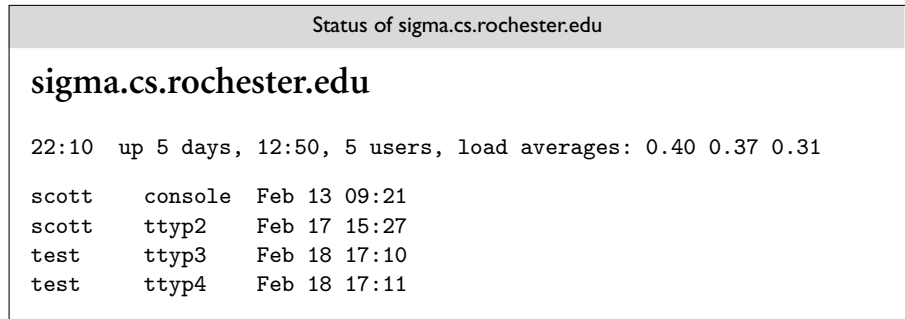 Status of sigma.cs.rochester.edu
sigma.cs.rochester.edu
22:10  up 5 days, 12:50, 5 users, load averages: 0.40 0.37 0.31
scott    console  Feb 13 09:21
scott    ttyp2    Feb 17 15:27
test     ttyp3    Feb 18 17:10
test     ttyp4    Feb 18 17:11